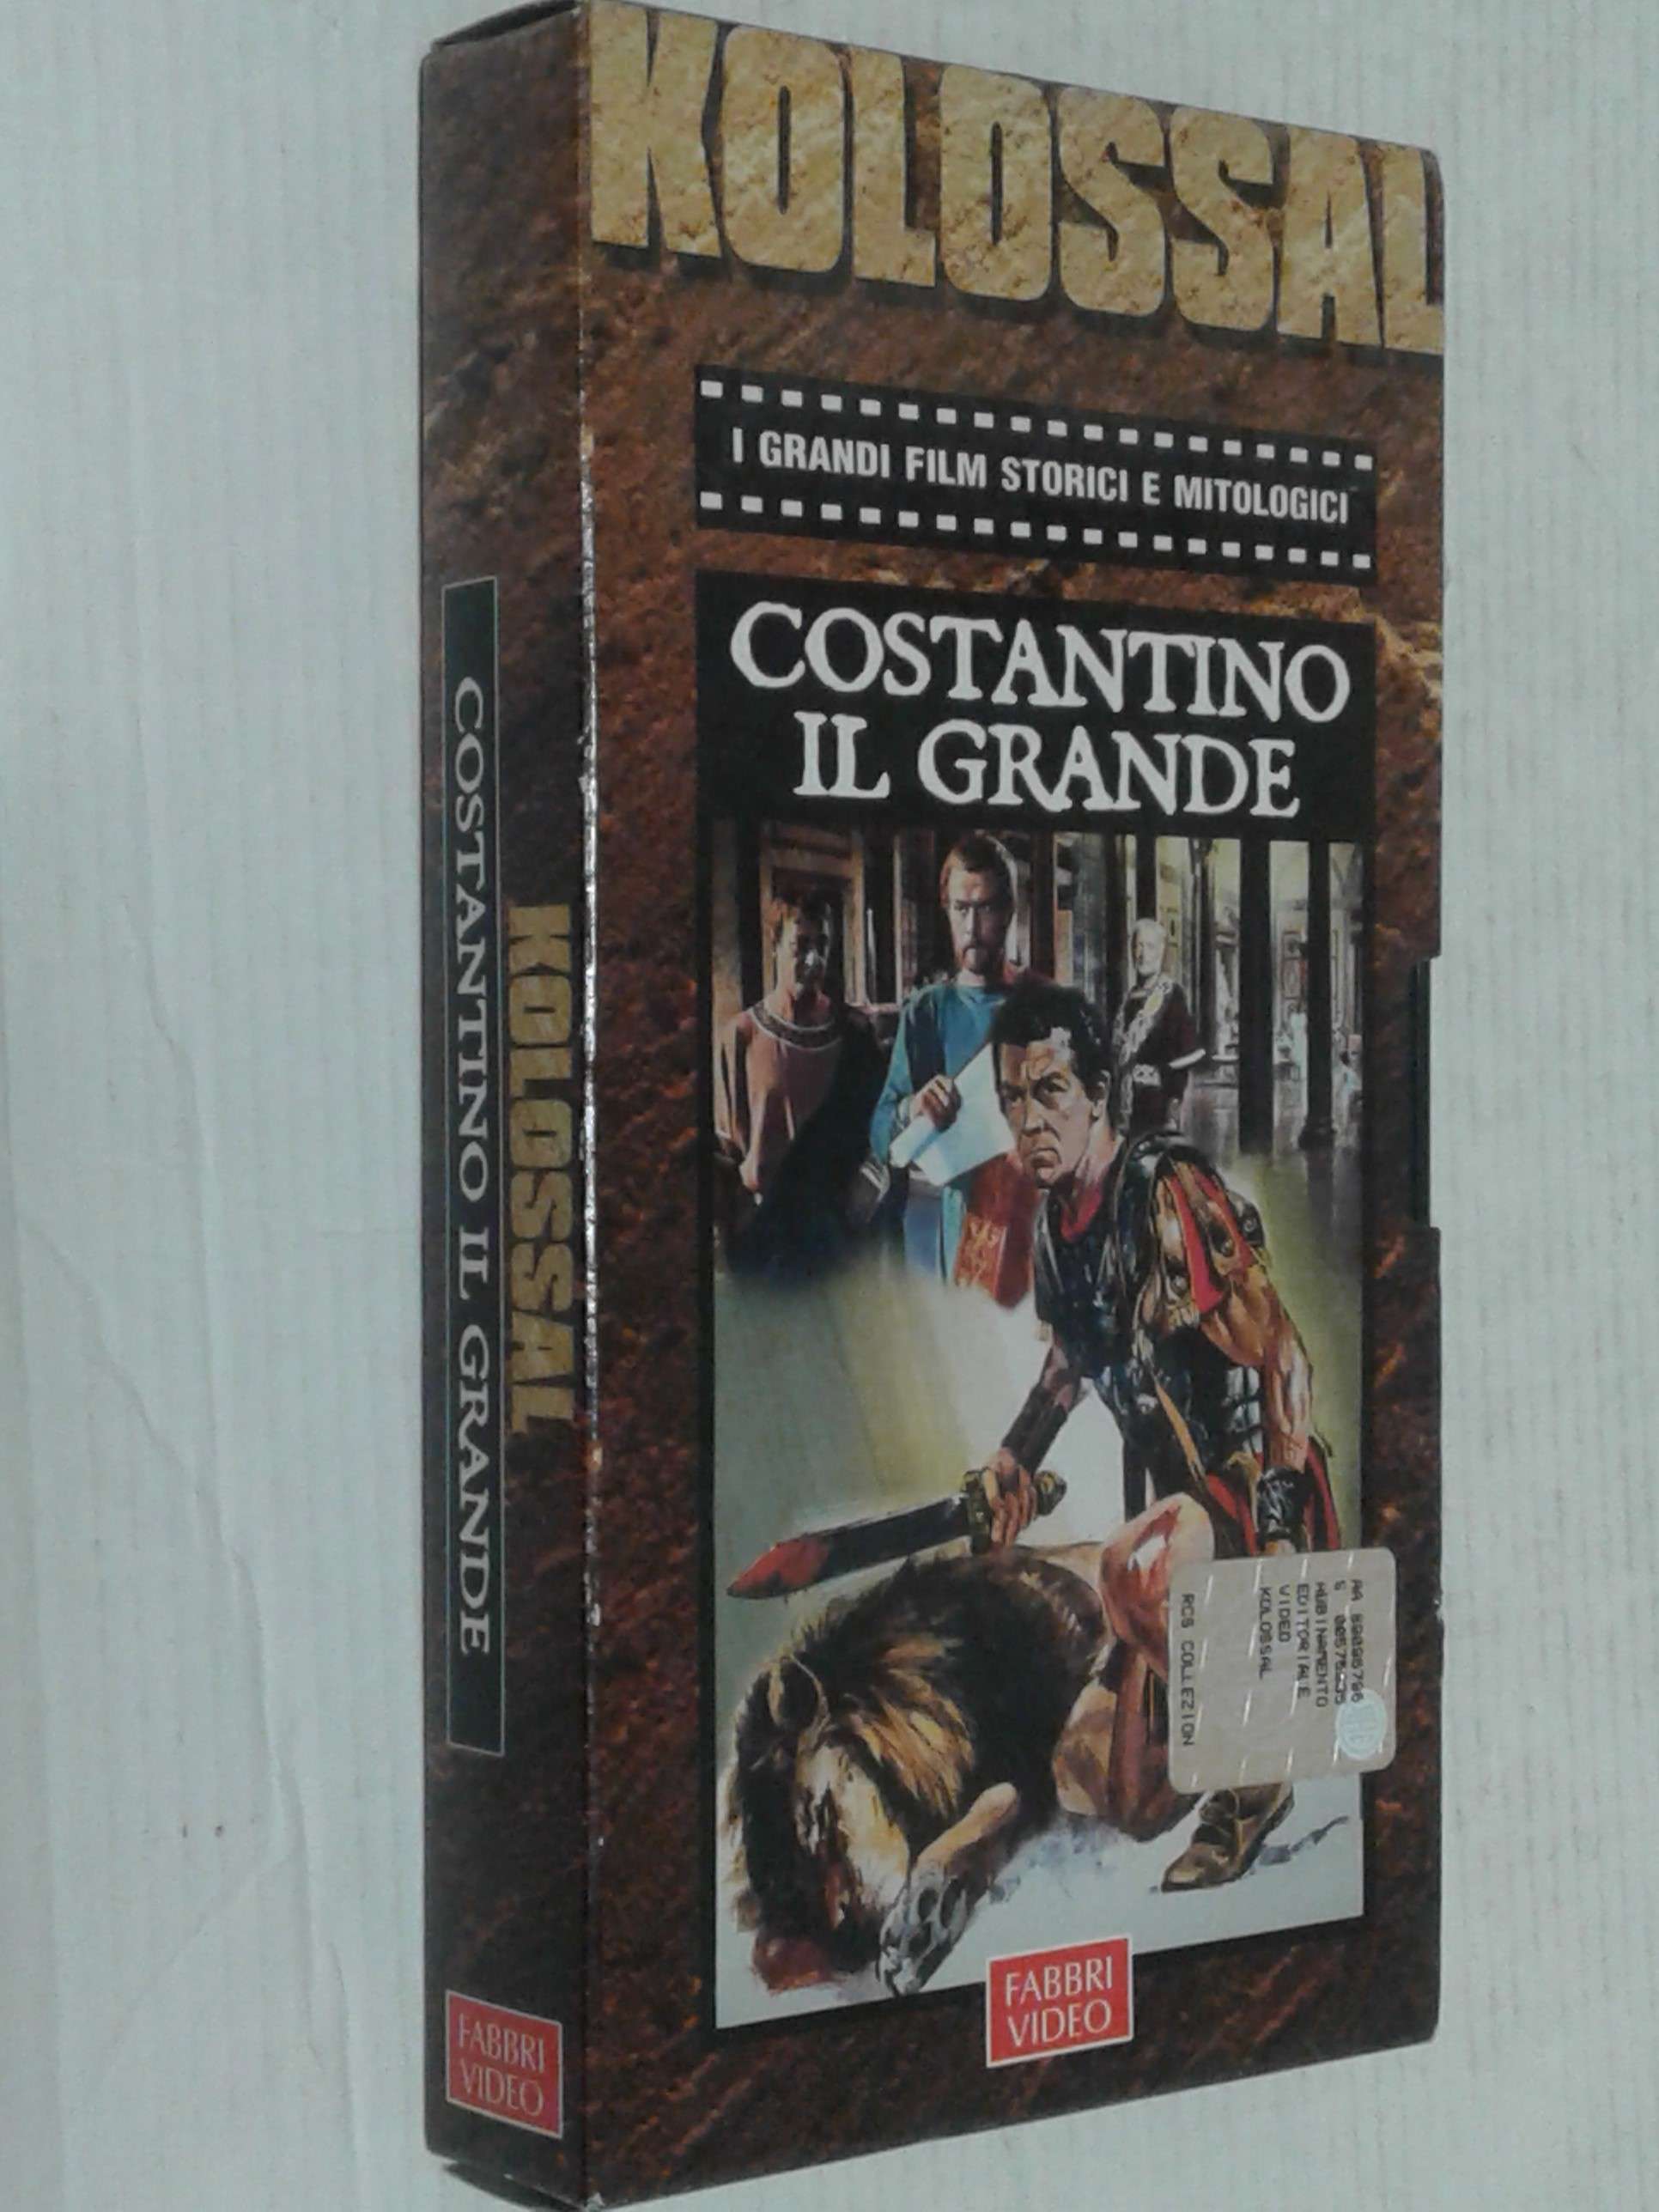 KOLOSSAL
I GRANDI FILM STORICI E MITOLOGICI
COSTANTINO
IL GRANDE
ABBINAMENTO
EDITORIALE
VIDEO
KOLOSSAL
RCS COLLEZION
FABBRI
VIDEO
COSTANTINO IL GRANDE
KOLOSSAL
FABBRI
VIDEO